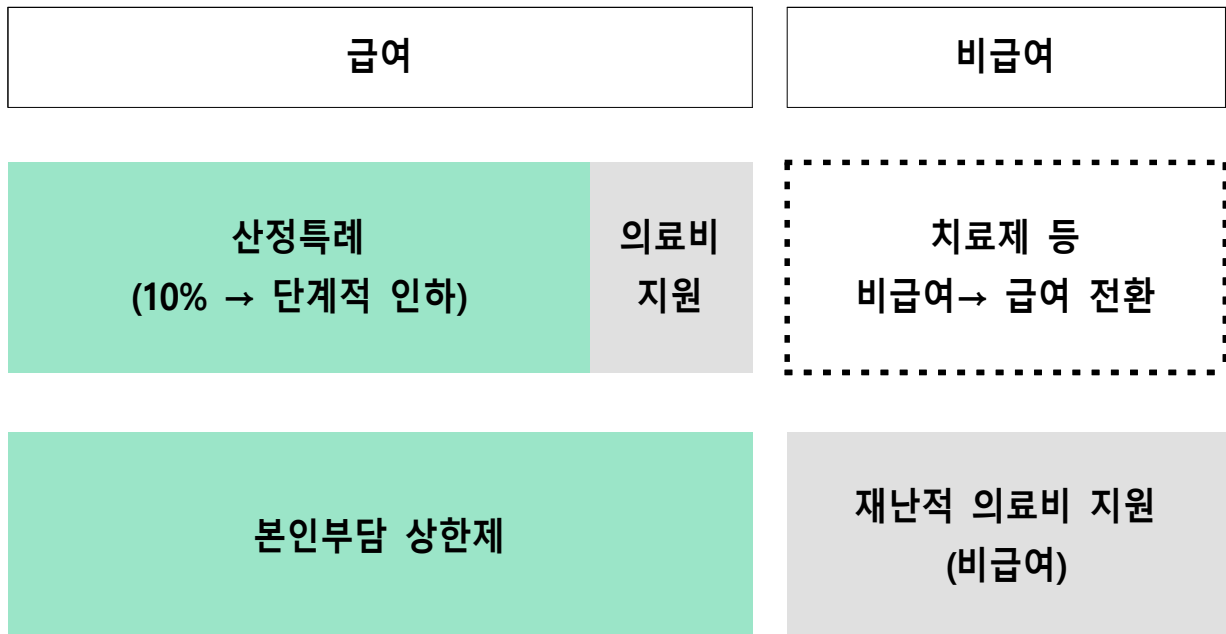 급여
비급여
산정특례
(10% → 단계적 인하)
의료비
지원
치료제 등
비급여→ 급여 전환
본인부담 상한제
재난적 의료비 지원
(비급여)